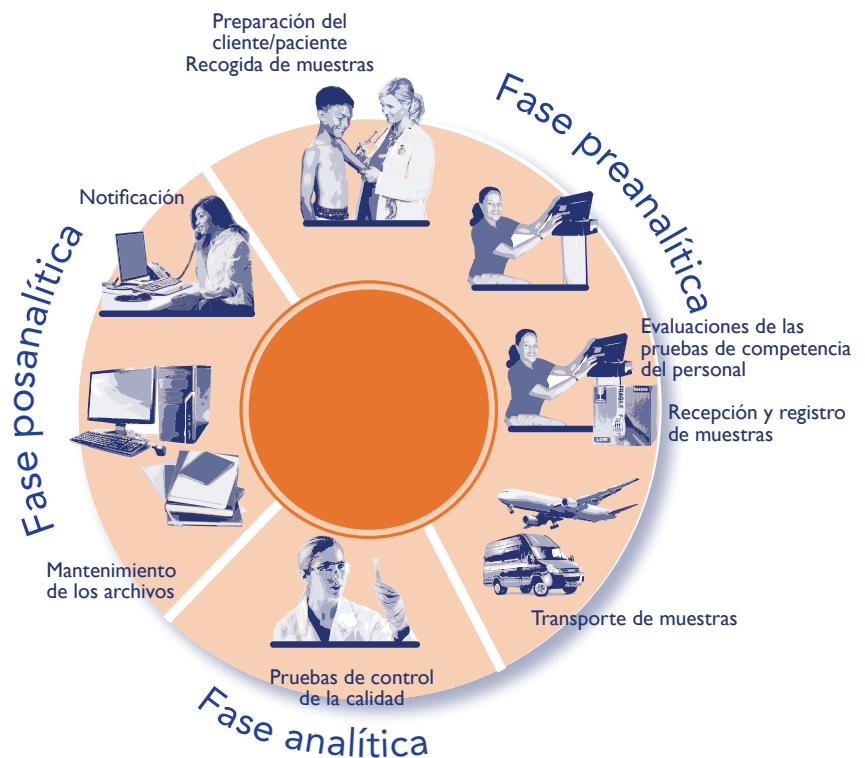 Preparación del
cliente/paciente
Recogida de muestras
Fase preanalítica
Evaluaciones de las
pruebas de competencia
del personal
FRAGILE
LOW
Recepción y registro
de muestras
Transporte de muestras
Pruebas de control
de la calidad
Fase analítica
Mantenimiento
de los archivos
Fase posanalítica
Notificación